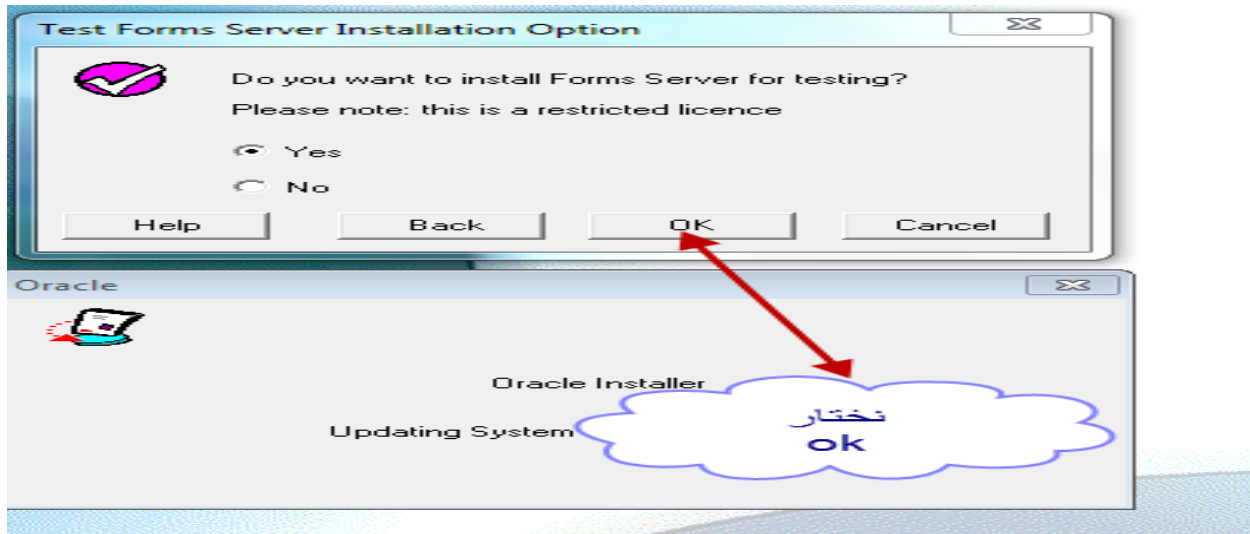 Test Forms Server Installation Option
Do you want to install Forms Server for testing?
Please note: this is a restricted licence
Yes
No
Help
Back
OK
Cancel
Oracle
Oracle Installer
Updating System
نختار
ok